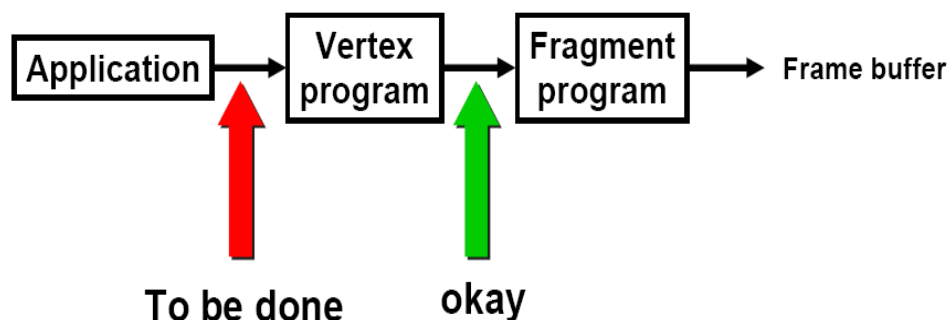 Application
Vertex
program
Fragment
program
Frame buffer
To be done
okay